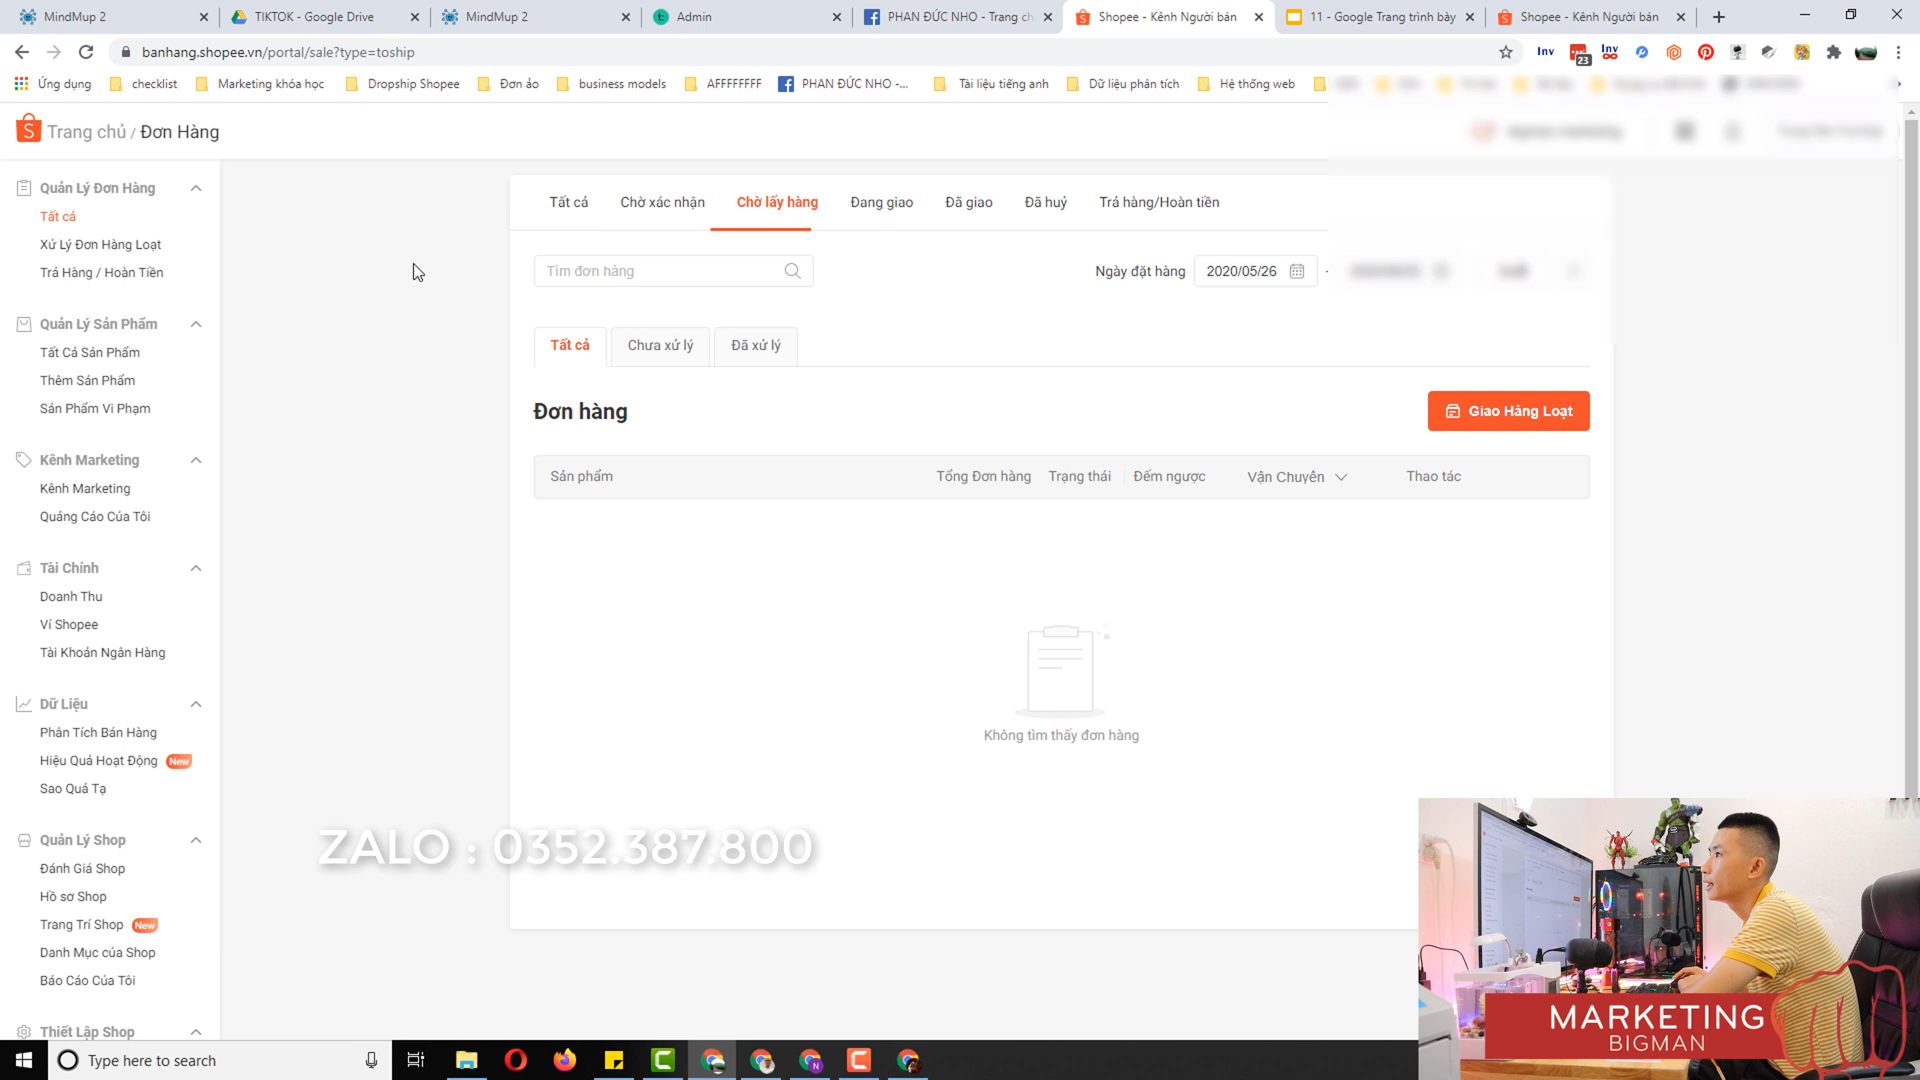 MindMup 2
TIKTOK - Google Drive
MindMup 2
Admin
PHAN ĐỨC NHO - Trang ch
Shopee - Kênh Người bán
11 - Google Trang trình bày
Shopee - Kênh Người bán
banhang.shopee.vn/portal/sale?type=toship
Inv
23
Inv
Ứng dụng
checklist
Marketing khóa học
Dropship Shopee
Đơn ảo
business models
AFFFFFFFF
PHAN ĐỨC NHO -...
Tài liệu tiếng anh
Dữ liệu phân tích
Hệ thống web
Trang chủ / Đơn Hàng
Quản Lý Đơn Hàng
Tất cả
Xử Lý Đơn Hàng Loạt
Trả Hàng / Hoàn Tiền
Quản Lý Sản Phẩm
Tất Cả Sản Phẩm
Thêm Sản Phẩm
Sản Phẩm Vi Phạm
Kênh Marketing
Kênh Marketing
Quảng Cáo Của Tôi
Tài Chính
Doanh Thu
Ví Shopee
Tài Khoản Ngân Hàng
Dữ Liệu
Phân Tích Bán Hàng
Hiệu Quả Hoạt Động New
Sao Quả Tạ
Quản Lý Shop
Đánh Giá Shop
Hồ sơ Shop
Trang Trí Shop New
Danh Mục của Shop
Báo Cáo Của Tôi
Thiết Lập Shop
Tất cả
Chờ xác nhận
Chờ lấy hàng
Đang giao
Đã giao
Đã huỷ
Trả hàng/Hoàn tiền
Tìm đơn hàng
Ngày đặt hàng
2020/05/26
-
Tất cả
Chưa xử lý
Đã xử lý
Đơn hàng
Giao Hàng Loạt
Sản phẩm
Tổng Đơn hàng
Trạng thái
Đếm ngược
Vận Chuyển
Thao tác
Không tìm thấy đơn hàng
ZALO : 0352.387.800
MARKETING
BIGMAN
Type here to search